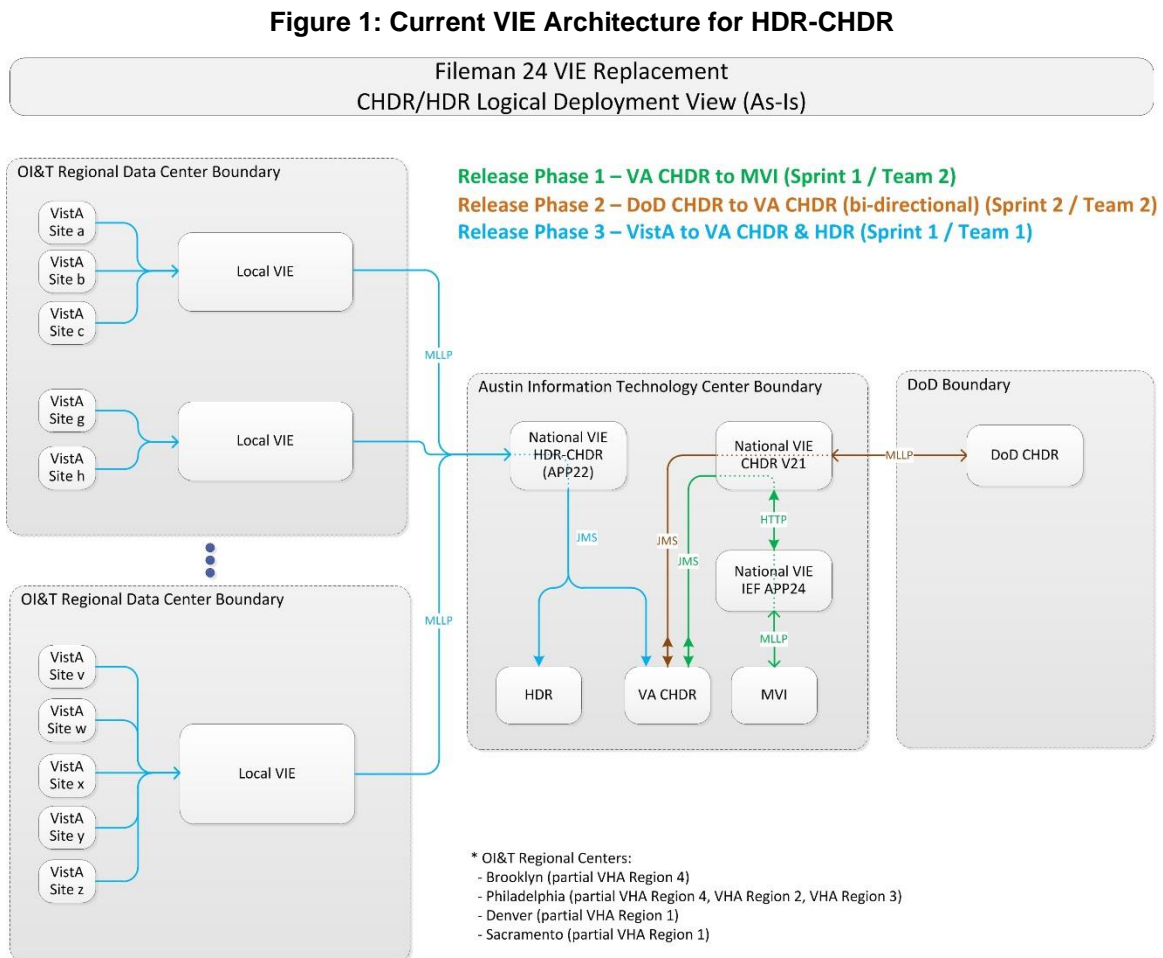 Figure 1: Current VIE Architecture for HDR-CHDR
Fileman 24 VIE Replacement
CHDR/HDR Logical Deployment View (As-Is)
OI&T Regional Data Center Boundary
VistA
Site a
VistA
Site b
VistA
Site c
Local VIE
VistA
Site g
VistA
Site h
Local VIE
Release Phase 1 – VA CHDR to MVI (Sprint 1 / Team 2)
Release Phase 2 – DoD CHDR to VA CHDR (bi-directional) (Sprint 2 / Team 2)
Release Phase 3 – VistA to VA CHDR & HDR (Sprint 1 / Team 1)
MLLP
Austin Information Technology Center Boundary
National VIE
HDR-CHDR
(APP22)
National VIE
CHDR V21
MLLP
DoD Boundary
DoD CHDR
JMS
JMS
JMS
HTTP
National VIE
IEF APP24
MLLP
HDR
VA CHDR
MVI
OI&T Regional Data Center Boundary
VistA
Site v
VistA
Site w
VistA
Site x
VistA
Site y
VistA
Site z
Local VIE
MLLP
* OI&T Regional Centers:
- Brooklyn (partial VHA Region 4)
- Philadelphia (partial VHA Region 4, VHA Region 2, VHA Region 3)
- Denver (partial VHA Region 1)
- Sacramento (partial VHA Region 1)